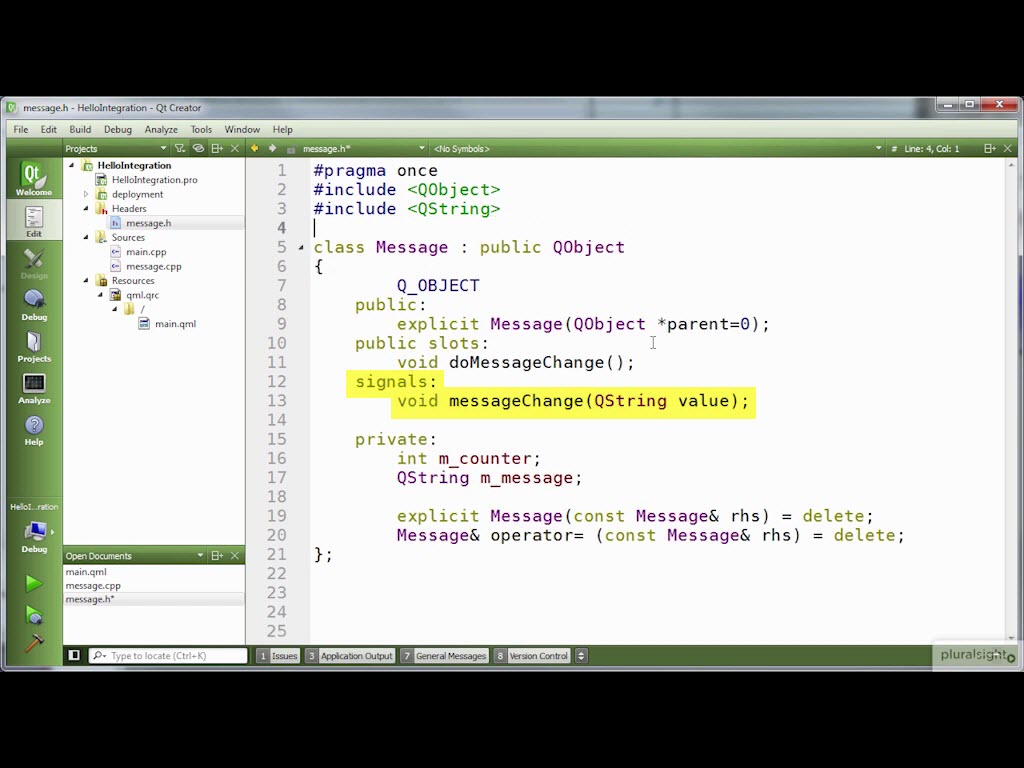 message.h - HelloIntegration - Qt Creator
File Edit Build Debug Analyze Tools Window Help
Projects message.h* <No Symbols> # Line: 4, Col: 1
Qt
Welcome
Edit
Design
Debug
Projects
Analyze
Help
HelloI...ration
Debug
HelloIntegration
HelloIntegration.pro
deployment
Headers
message.h
Sources
main.cpp
message.cpp
Resources
qml.qrc
/
main.qml
Open Documents
main.qml
message.cpp
message.h*
1 #pragma once
2 #include <QObject>
3 #include <QString>
4
5 class Message : public QObject
6 {
7 Q_OBJECT
8 public:
9 explicit Message(QObject *parent=0);
10 public slots:
11 void doMessageChange();
12 signals:
13 void messageChange(QString value);
14
15 private:
16 int m_counter;
17 QString m_message;
18
19 explicit Message(const Message& rhs) = delete;
20 Message& operator= (const Message& rhs) = delete;
21 };
22
23
24
25
Type to locate (Ctrl+K) 1 Issues 3 Application Output 7 General Messages 8 Version Control
pluralsight